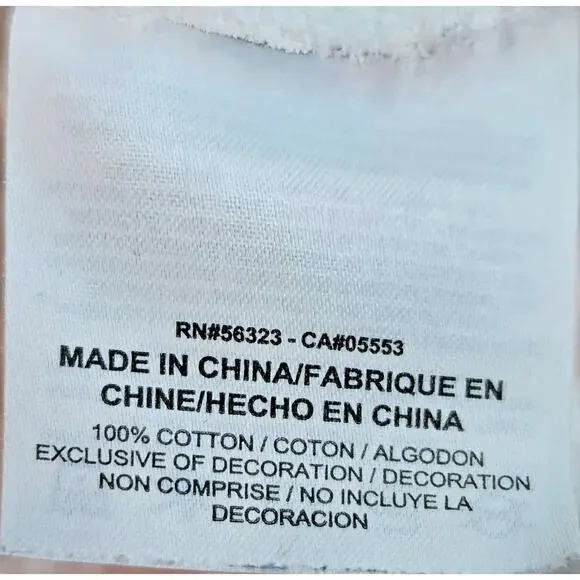 RN#56323 - CA#05553
MADE IN CHINA/FABRIQUE EN
CHINE/HECHO EN CHINA
100% COTTON / COTON / ALGODON
EXCLUSIVE OF DECORATION / DECORATION
NON COMPRISE / NO INCLUYE LA
DECORACION